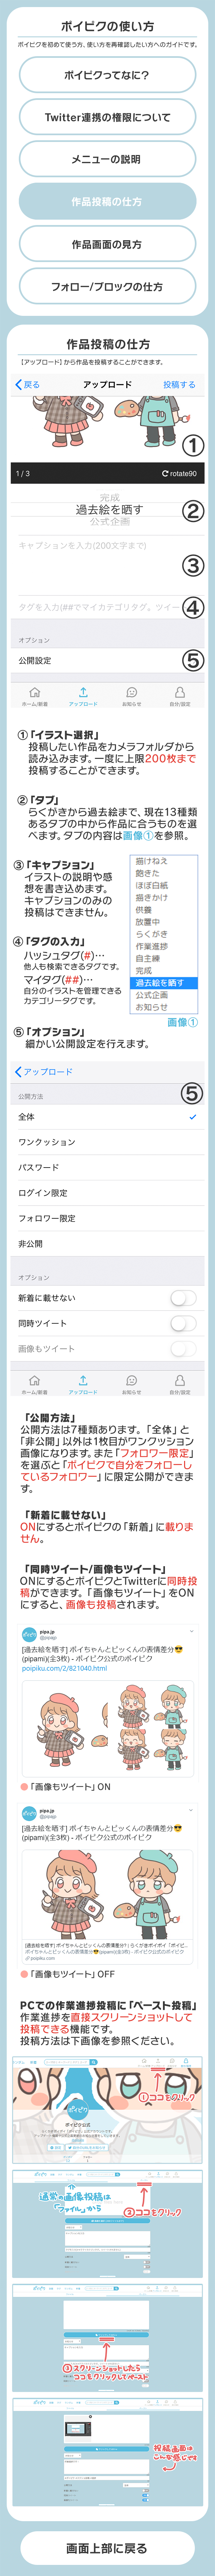 ポイピクの使い方
ポイピクを初めて使う方、使い方を再確認したい方へのガイドです。
ポイピクってなに？
Twitter連携の権限について
メニューの説明
作品投稿の仕方
作品画面の見方
フォロー/ブロックの仕方
作品投稿の仕方
[アップロード]から作品を投稿することができます。
戻る アップロード 投稿する
①
1 / 3 rotate90
完成
過去絵を晒す ②
公式企画
キャプションを入力(200文字まで)
③
タグを入力(##でマイカテゴリタグ。ツイー ④
オプション
公開設定 ⑤
ホーム/新着 アップロード お知らせ 自分/設定
①「イラスト選択」
投稿したい作品をカメラフォルダから
読み込みます。一度に上限200枚まで
投稿することができます。
②「タブ」
らくがきから過去絵まで、現在13種類
あるタブの中から作品に合うものを選
べます。タブの内容は画像①を参照。
③「キャプション」
イラストの説明や感
想を書き込めます。
キャプションのみの
投稿はできません。
④「タグの入力」
ハッシュタグ(#)…
他人も検索できるタグです。
マイタグ(##)…
自分のイラストを管理できる
カテゴリータグです。
描けねえ
飽きた
ほぼ白紙
描きかけ
供養
放置中
らくがき
作業進捗
自主練
完成
過去絵を晒す
公式企画
お知らせ
画像①
⑤「オプション」
細かい公開設定を行えます。
アップロード
⑤
公開方法
全体
ワンクッション
パスワード
ログイン限定
フォロワー限定
非公開
オプション
新着に載せない
同時ツイート
画像もツイート
ホーム/新着 アップロード お知らせ 自分/設定
「公開方法」
公開方法は7種類あります。「全体」と
「非公開」以外は1枚目がワンクッション
画像になります。また「フォロワー限定」
を選ぶと「ポイピクで自分をフォローし
ているフォロワー」に限定公開ができま
す。
「新着に載せない」
ONにするとポイピクの「新着」に載りま
せん。
「同時ツイート/画像もツイート」
ONにするとポイピクとTwitterに同時投
稿ができます。「画像もツイート」をON
にすると、画像も投稿されます。
ポイピク
pipa.jp
@pipajp
[過去絵を晒す] ポイちゃんとピッくんの表情差分😎
(pipami)(全3枚) - ポイピク公式のポイピク
poipiku.com/2/821040.html
「画像もツイート」ON
ポイピク
pipa.jp
@pipajp
[過去絵を晒す] ポイちゃんとピッくんの表情差分😎
(pipami)(全3枚) - ポイピク公式のポイピク
「画像もツイート」OFF
PCでの作業進捗投稿に「ペースト投稿」
作業進捗を直接スクリーンショットして
投稿できる機能です。
投稿方法は下画像を参照ください。
①ココをクリック
ポイピク
ポイピク公式
通常の画像投稿は
「ファイル」から
②ココをクリック
③スクリーンショットしたら
ココをクリックしてペースト
投稿画面は
こんな感じです
画面上部に戻る